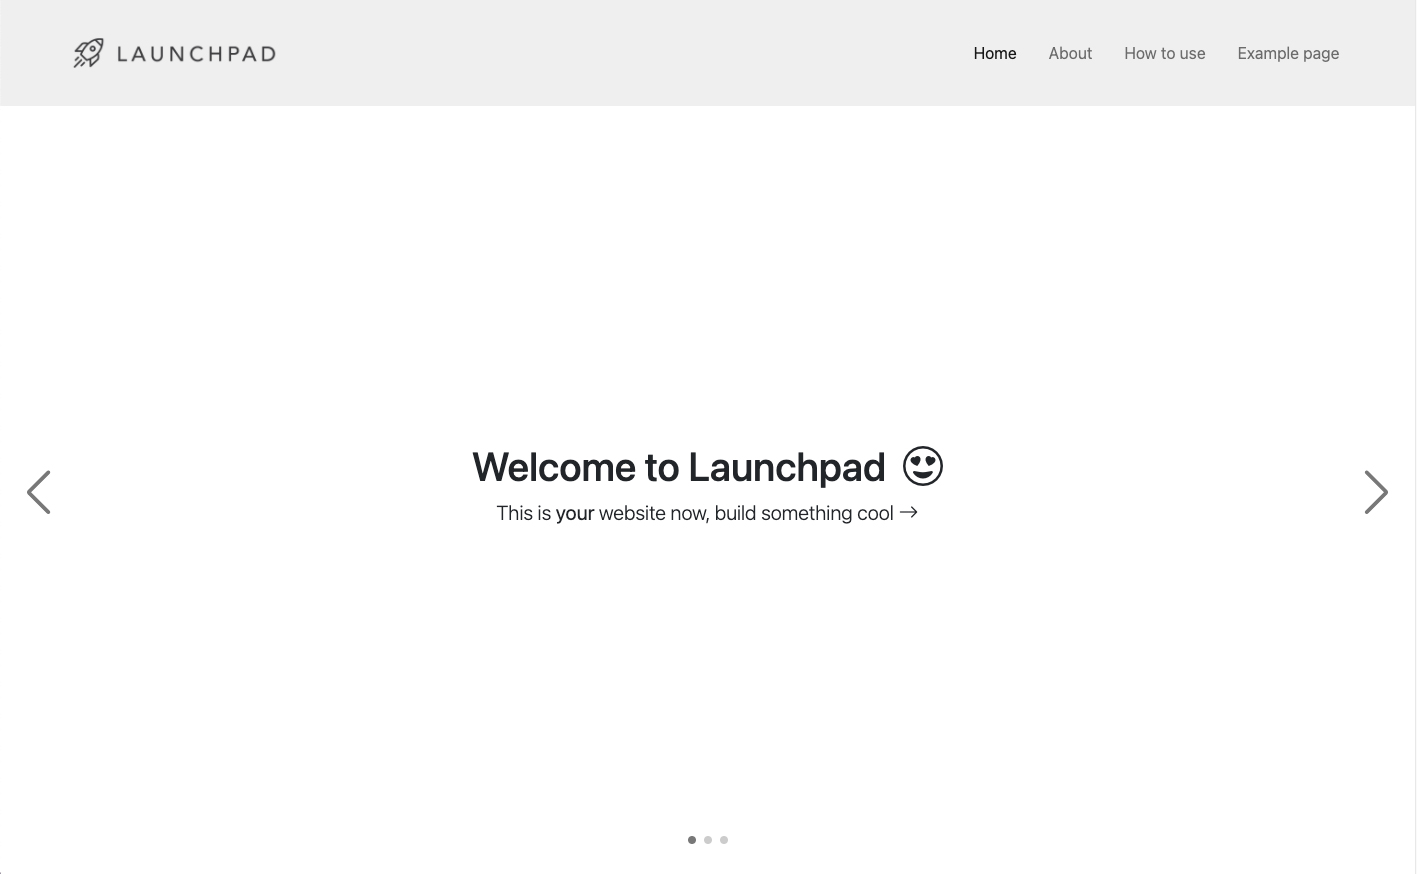 LAUNCHPAD
Home About How to use Example page
Welcome to Launchpad
This is your website now, build something cool →